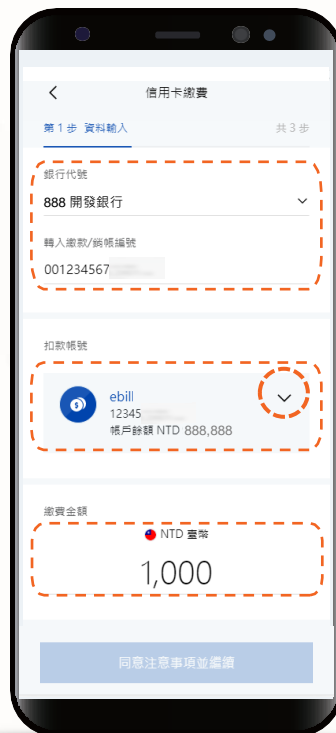 信用卡繳費
第1步 資料輸入
共3步
銀行代號
888 開發銀行
轉入繳款/銷帳編號
001234567
扣款帳號
ebill
12345
帳戶餘額 NTD 888,888
繳費金額
NTD 臺幣
1,000
同意注意事項並繼續